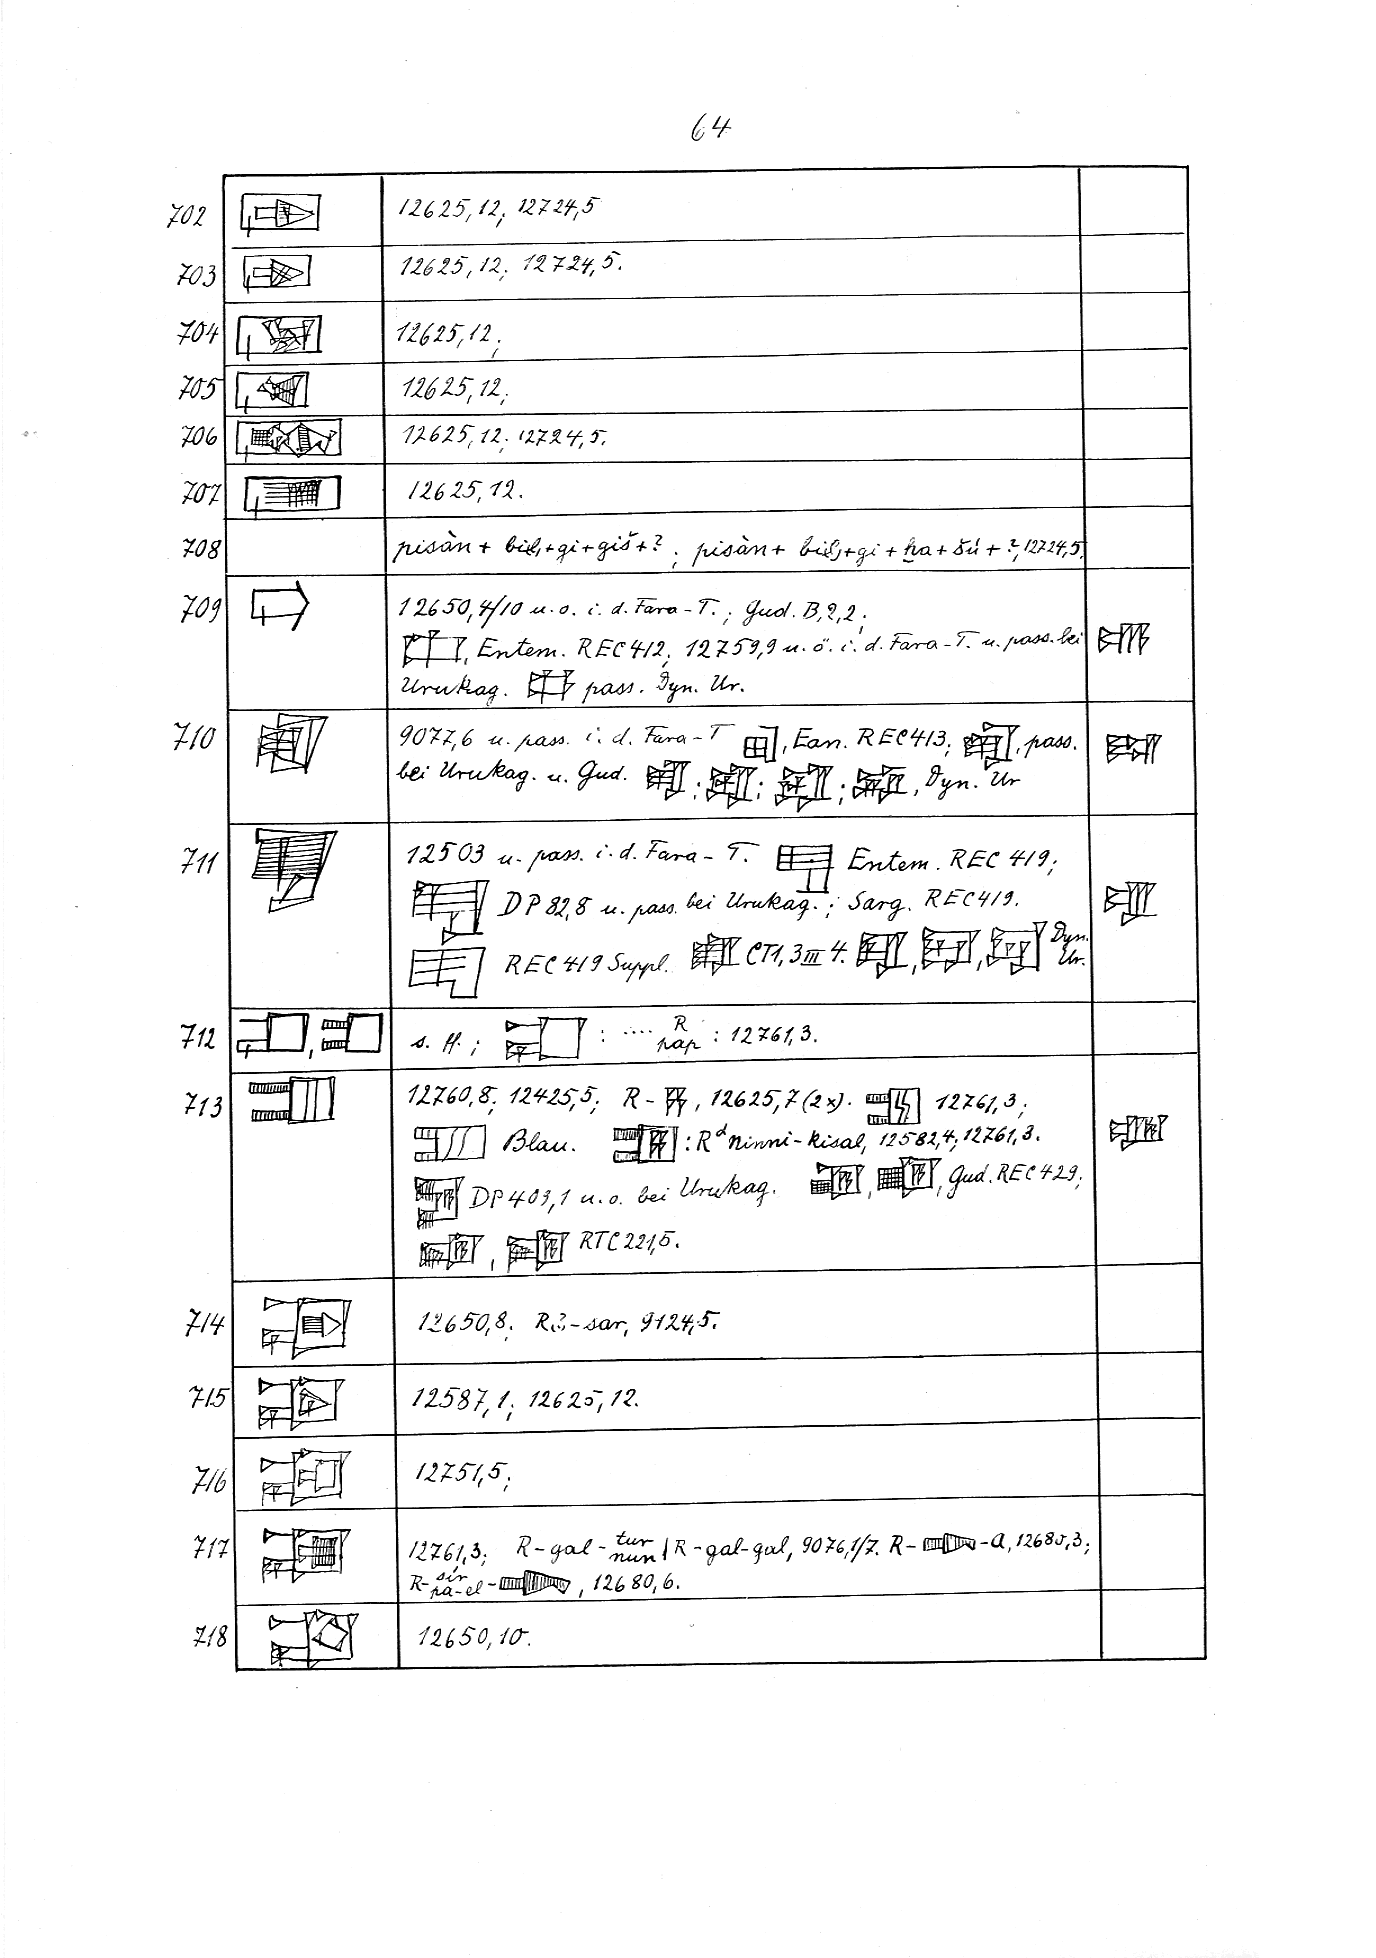 64
702 12625,12; 12724,5
703 12625,12; 12724,5.
704 12625,12;
705 12625,12;
706 12625,12; 12724,5.
707 12625,12.
708 pisàn + bil+gi+giš+?; pisàn + bil+gi+ḫa+šú+?, 12724,5.
709 12650,4/10 u. o. i. d. Fara-T.; Gud. B,2,2;
, Entem. REC 412, 12759,9 u. ö. i. d. Fara-T. u. pass. bei
Urukag. pass. Dyn. Ur.
710 9077,6 u. pass. i. d. Fara-T , Ean. REC 413; , pass.
bei Urukag. u. Gud. ; ; ; , Dyn. Ur
711 12503 u. pass. i. d. Fara-T. Entem. REC 419;
DP 82,8 u. pass. bei Urukag.; Sarg. REC 419.
REC 419 Suppl. CT1, 3 III 4. , , Dyn. Ur.
712 , s. ff.; : .... R pap : 12761,3.
713 12760,8; 12425,5; R- , 12625,7 (2x). 12761,3;
Blau. : R d ninni-kisal, 12582,4; 12761,3.
DP 403,1 u. o. bei Urukag. , , Gud. REC 429;
, RTC 221,5.
714 12650,8; -sar, 9124,5.
715 12587,1; 12625,12.
716 12751,5;
717 12761,3; R-gal-tur nun / R-gal-gal, 9076,1/7. R- -a, 12685,3;
R-sír pa-el- , 12680,6.
718 12650,10.